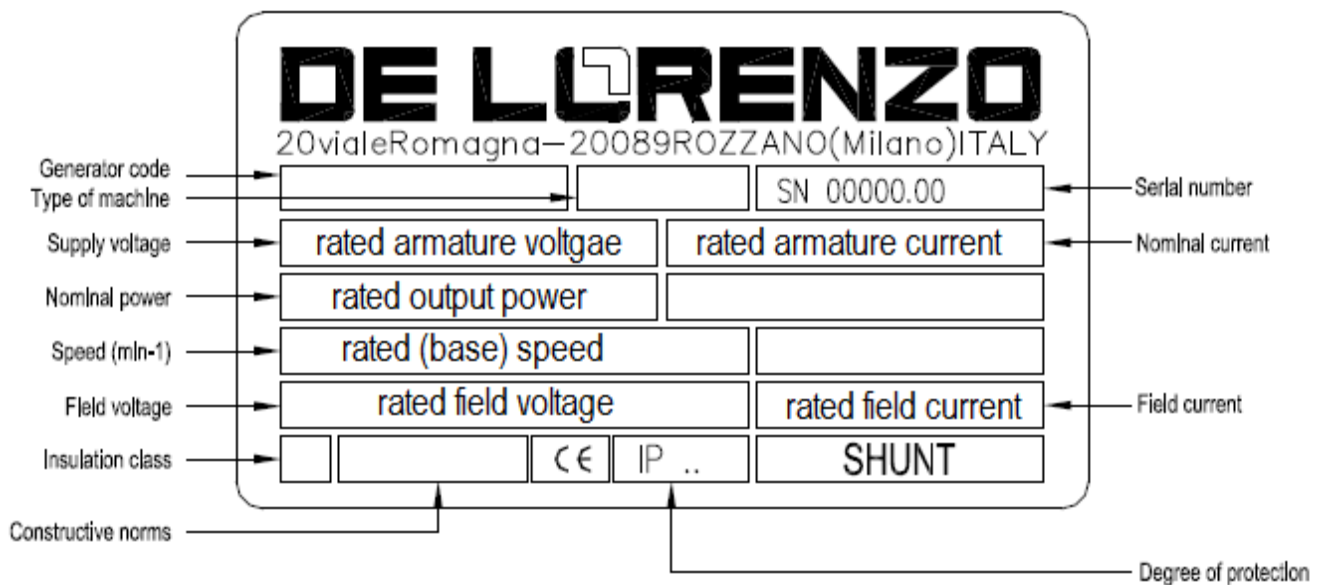 DE LORENZO
20vialeRomagna-20089ROZZANO(Milano)ITALY
Generator code
Type of machine
SN 00000.00
Serial number
Supply voltage
rated armature voltgae
rated armature current
Nominal current
Nominal power
rated output power
Speed (min-1)
rated (base) speed
Field voltage
rated field voltage
rated field current
Field current
Insulation class
CE
IP ..
SHUNT
Constructive norms
Degree of protection